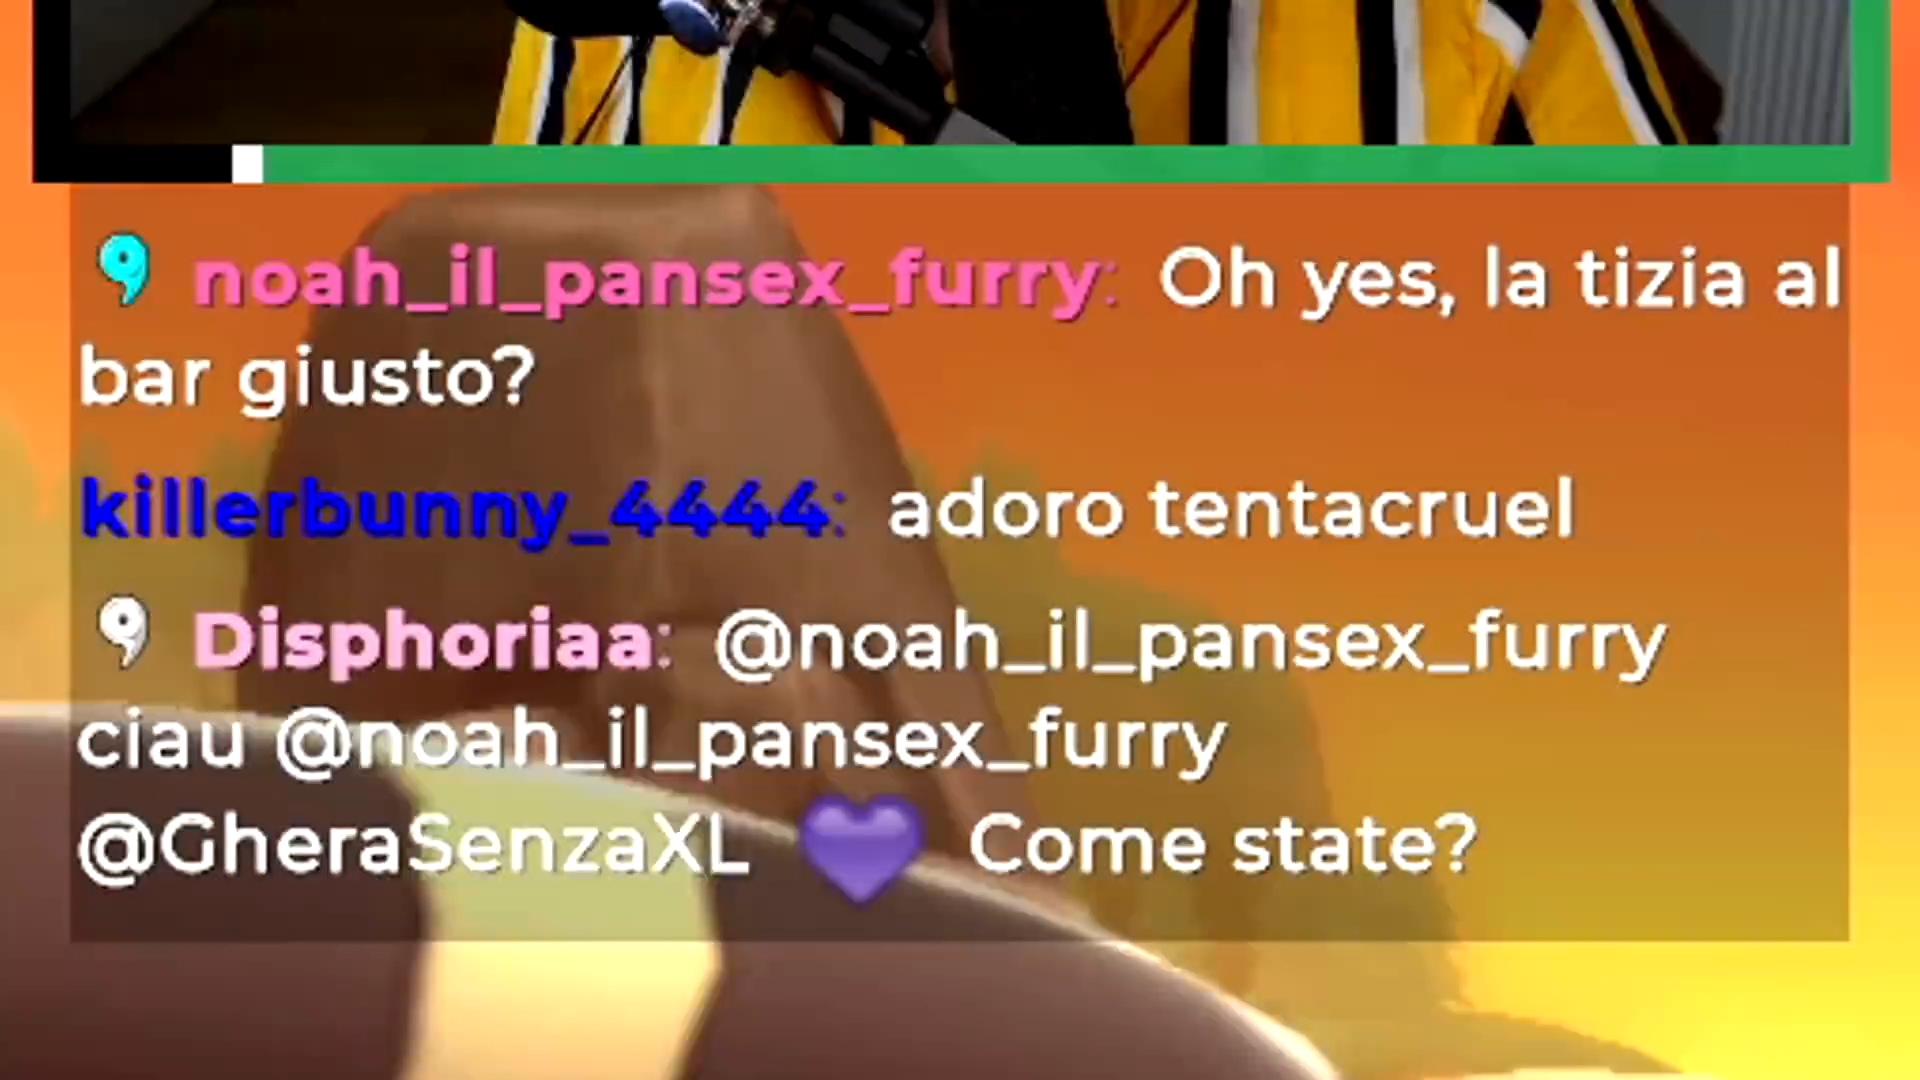 noah_il_pansex_furry: Oh yes, la tizia al
bar giusto?
killerbunny_4444: adoro tentacruel
Disphoriaa: @noah_il_pansex_furry
ciau @noah_il_pansex_furry
@GheraSenzaXL 💜 Come state?